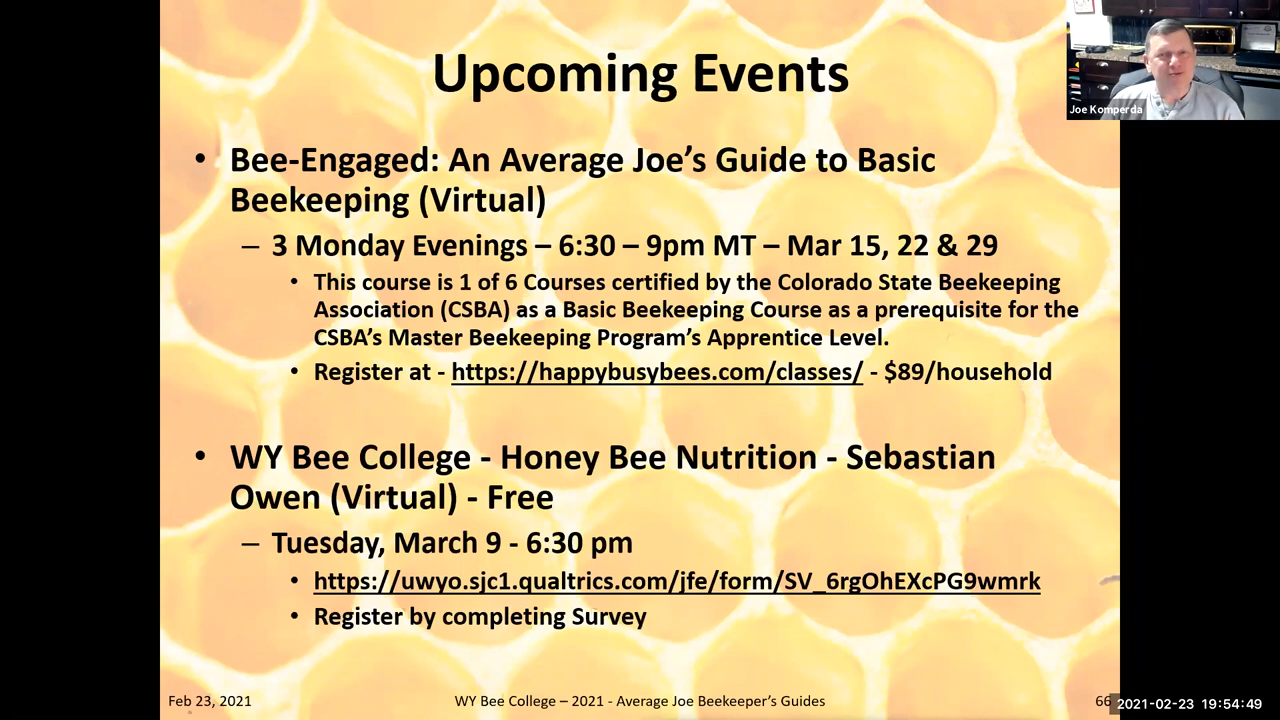 Upcoming Events
Joe Komperda
• Bee-Engaged: An Average Joe's Guide to Basic
Beekeeping (Virtual)
– 3 Monday Evenings – 6:30 – 9pm MT – Mar 15, 22 & 29
• This course is 1 of 6 Courses certified by the Colorado State Beekeeping
Association (CSBA) as a Basic Beekeeping Course as a prerequisite for the
CSBA's Master Beekeeping Program's Apprentice Level.
• Register at - https://happybusybees.com/classes/ - $89/household
• WY Bee College - Honey Bee Nutrition - Sebastian
Owen (Virtual) - Free
– Tuesday, March 9 - 6:30 pm
• https://uwyo.sjc1.qualtrics.com/jfe/form/SV_6rgOhEXcPG9wmrk
• Register by completing Survey
Feb 23, 2021
WY Bee College – 2021 - Average Joe Beekeeper's Guides
66
2021-02-23 19:54:49